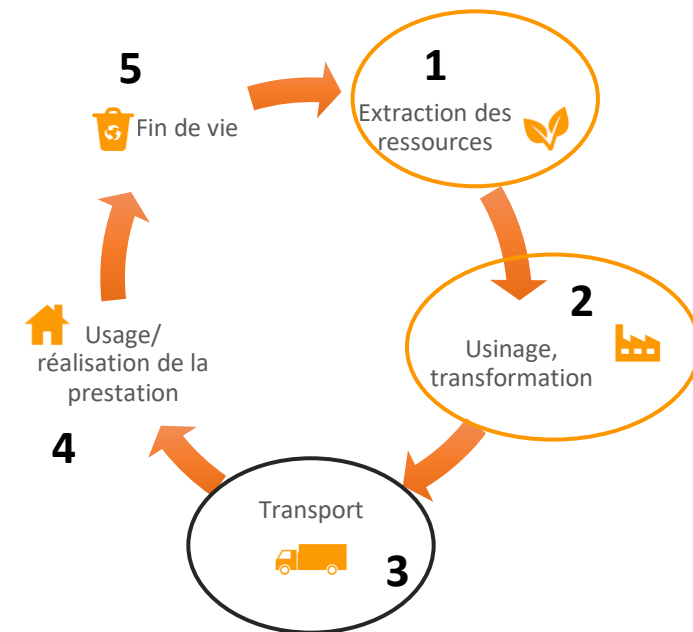 1
Extraction des
ressources
2
Usinage,
transformation
Transport
3
Usage/
réalisation de la
prestation
4
5
Fin de vie